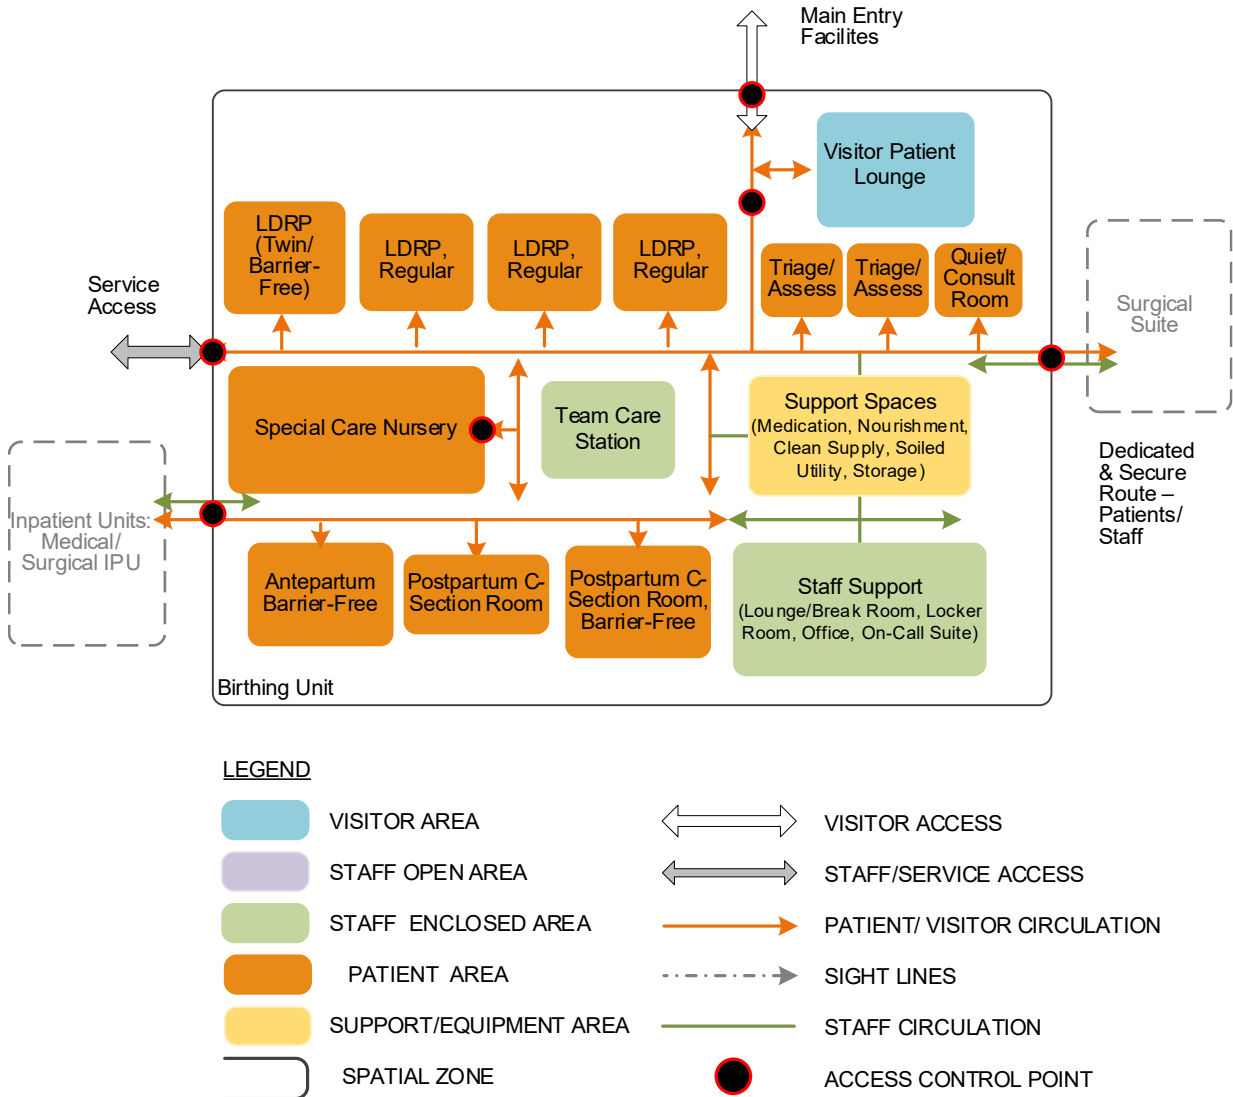 Main Entry
Facilites
Visitor Patient
Lounge
LDRP
(Twin/
Barrier-
Free)
LDRP,
Regular
LDRP,
Regular
LDRP,
Regular
Triage/
Assess
Triage/
Assess
Quiet/
Consult
Room
Service
Access
Surgical
Suite
Special Care Nursery
Team Care
Station
Support Spaces
(Medication, Nourishment,
Clean Supply, Soiled
Utility, Storage)
Dedicated
& Secure
Route –
Patients/
Staff
Inpatient Units:
Medical/
Surgical IPU
Antepartum
Barrier-Free
Postpartum C-
Section Room
Postpartum C-
Section Room,
Barrier-Free
Staff Support
(Lounge/Break Room, Locker
Room, Office, On-Call Suite)
Birthing Unit
LEGEND
VISITOR AREA
STAFF OPEN AREA
STAFF ENCLOSED AREA
PATIENT AREA
SUPPORT/EQUIPMENT AREA
SPATIAL ZONE
VISITOR ACCESS
STAFF/SERVICE ACCESS
PATIENT/ VISITOR CIRCULATION
SIGHT LINES
STAFF CIRCULATION
ACCESS CONTROL POINT